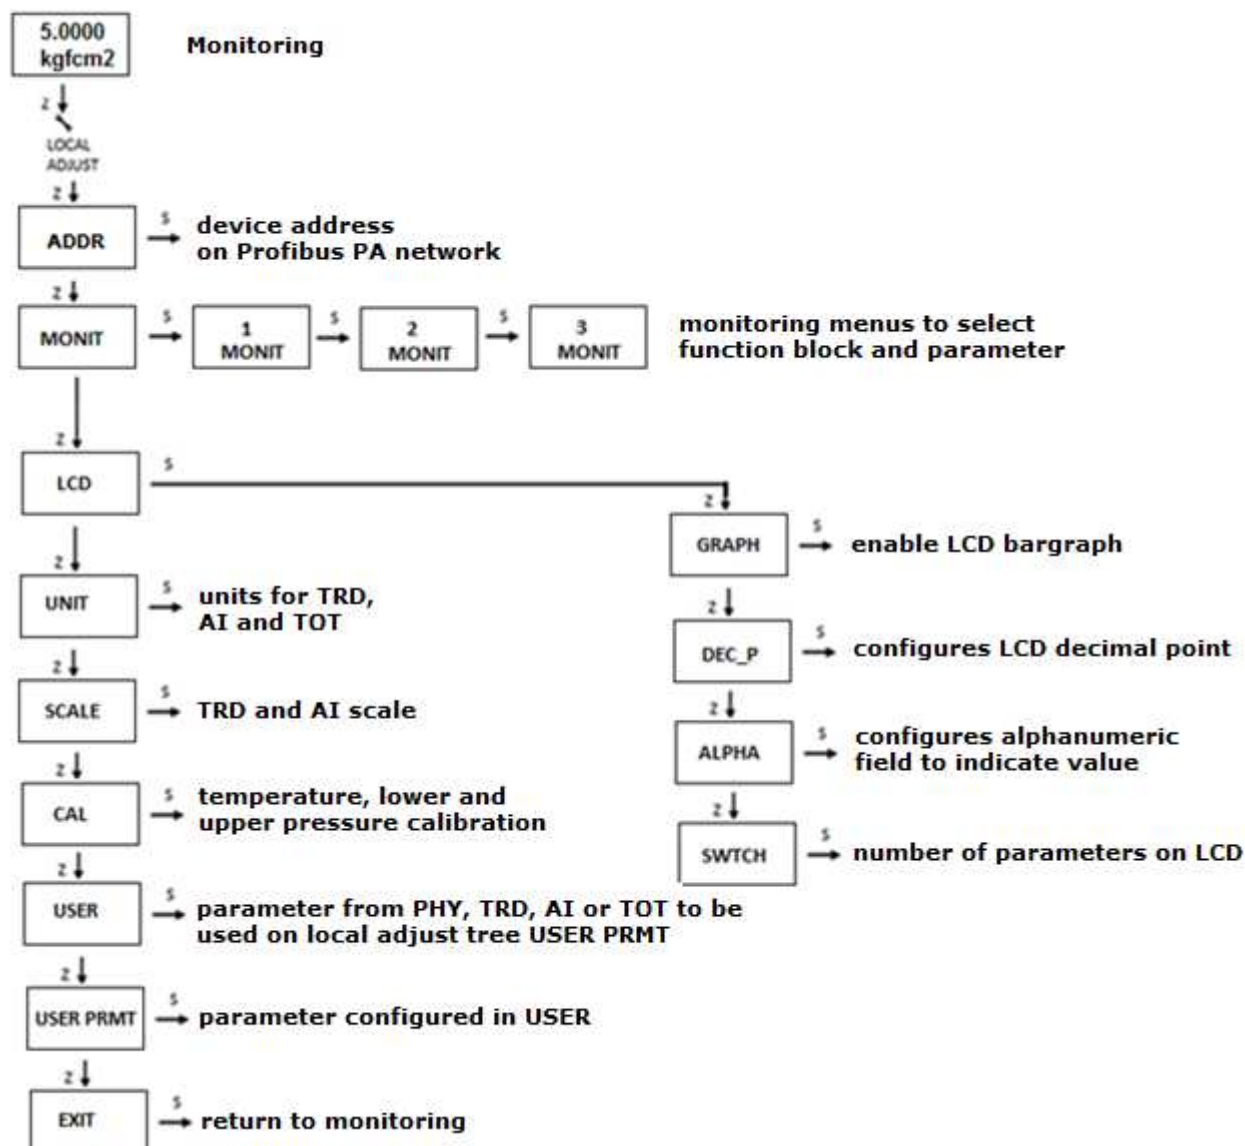 5.0000
kgfcm2
Monitoring
Z
LOCAL
ADJUST
Z
ADDR
S
device address
on Profibus PA network
Z
MONIT
S
1
MONIT
S
2
MONIT
S
3
MONIT
monitoring menus to select
function block and parameter
Z
LCD
S
Z
GRAPH
S
enable LCD bargraph
Z
UNIT
S
units for TRD,
AI and TOT
Z
DEC_P
S
configures LCD decimal point
Z
SCALE
S
TRD and AI scale
Z
ALPHA
S
configures alphanumeric
field to indicate value
Z
CAL
S
temperature, lower and
upper pressure calibration
Z
SWTCH
S
number of parameters on LCD
Z
USER
S
parameter from PHY, TRD, AI or TOT to be
used on local adjust tree USER PRMT
Z
USER PRMT
S
parameter configured in USER
Z
EXIT
S
return to monitoring